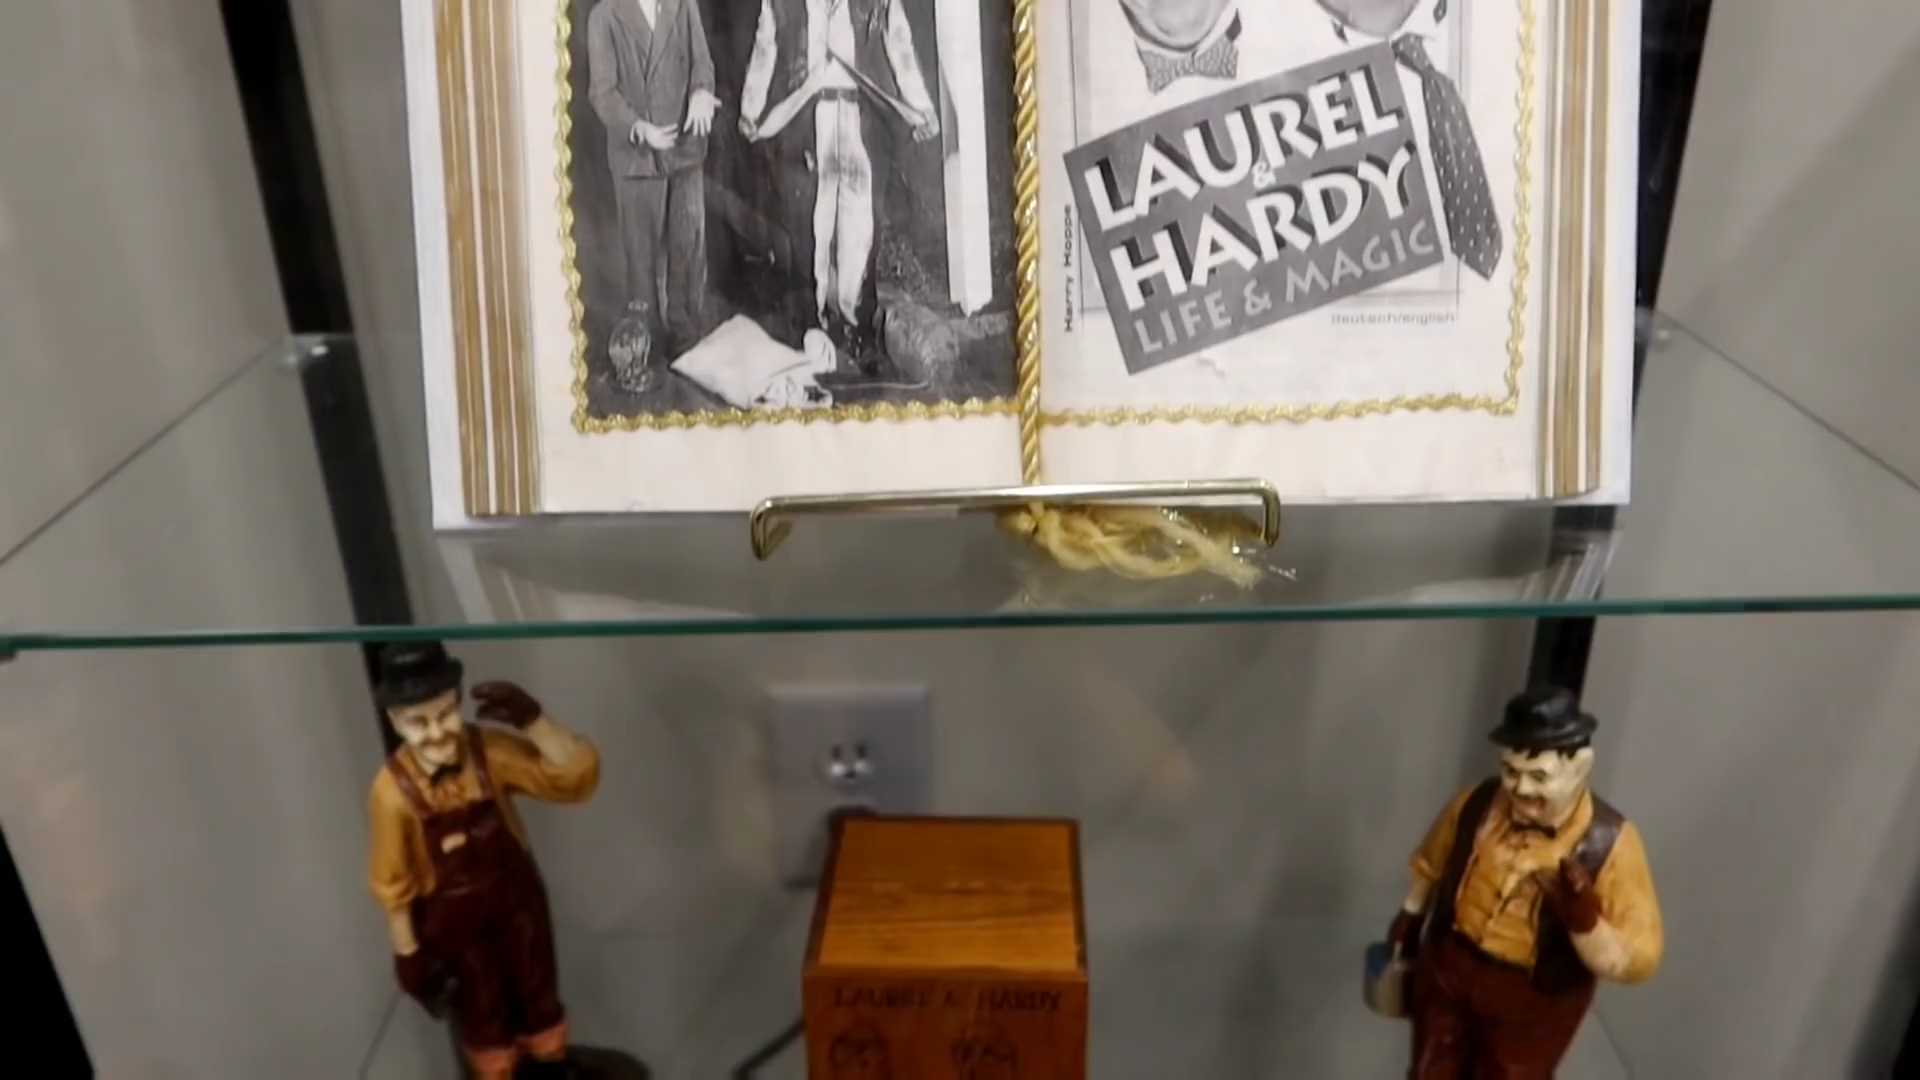 LAUREL
&
HARDY
LIFE & MAGIC
Harry Hoppe
deutsch/english
LAUREL & HARDY